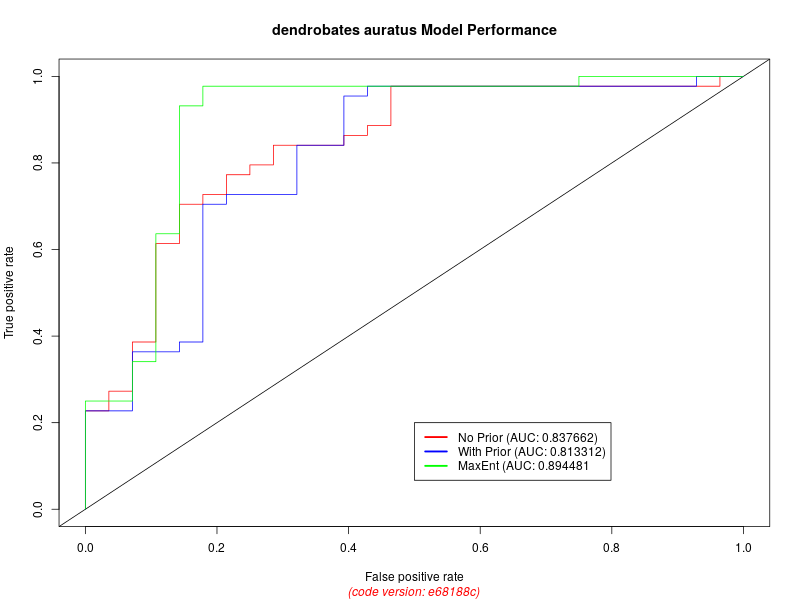 dendrobates auratus Model Performance
True positive rate
1.0
0.8
0.6
0.4
0.2
0.0
No Prior (AUC: 0.837662)
With Prior (AUC: 0.813312)
MaxEnt (AUC: 0.894481
0.0 0.2 0.4 0.6 0.8 1.0
False positive rate
(code version: e68188c)